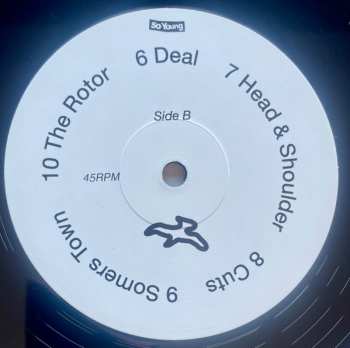 So Young
6 Deal
7 Head & Shoulder
8 Cuts
9 Somers Town
10 The Rotor
Side B
45RPM